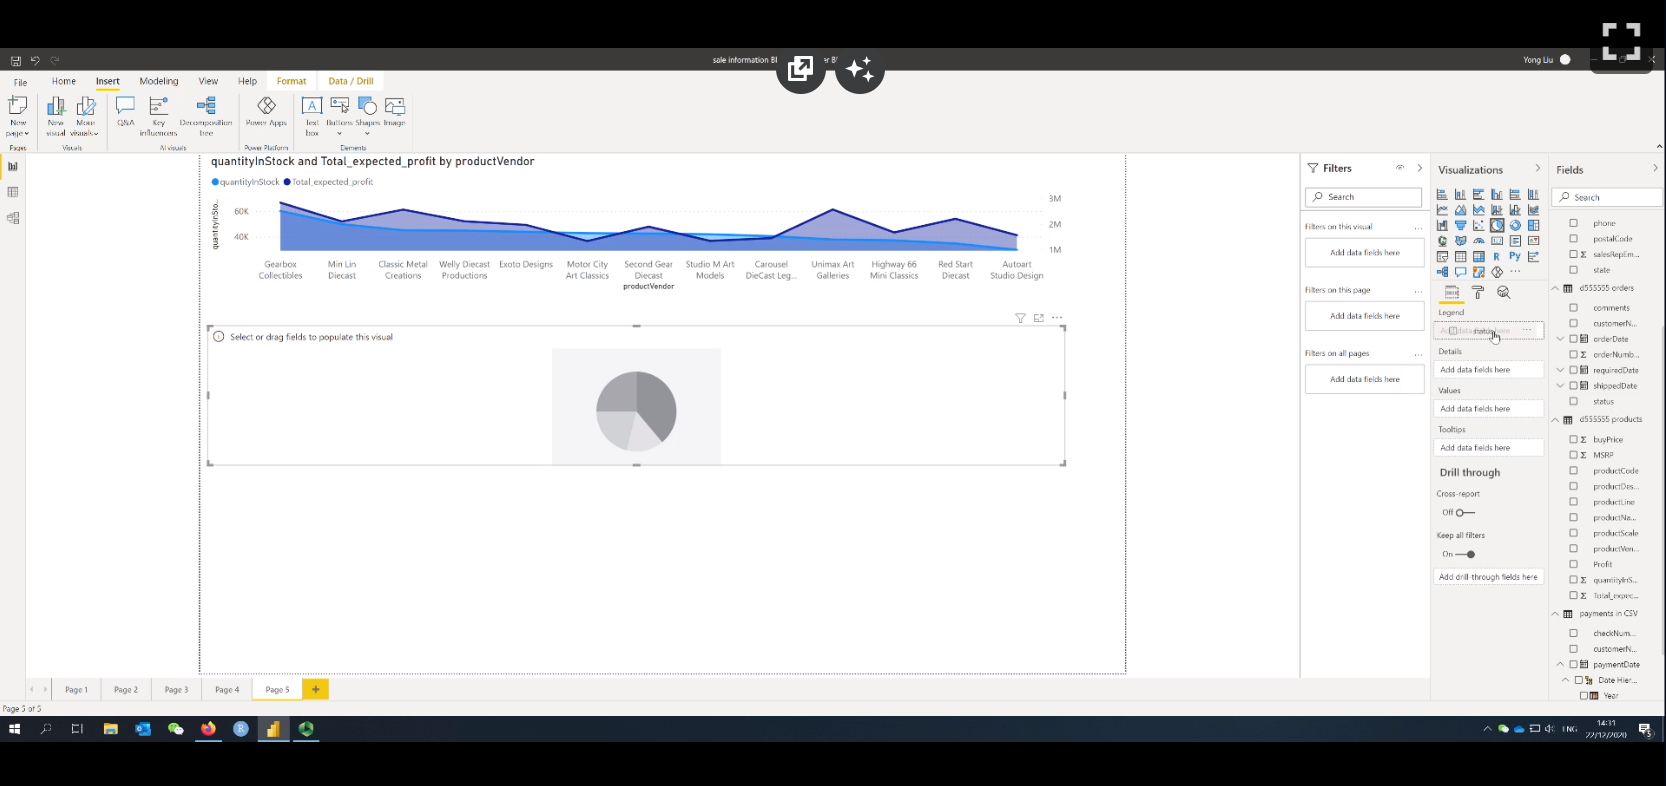 sale information BI
er B
Yong Liu
File
Home
Insert
Modeling
View
Help
Format
Data / Drill
New page
New visual
More visuals
Q&A
Key influencers
Decomposition tree
Power Apps
Text box
Buttons
Shapes
Image
Pages
Visuals
AI visuals
Power Platform
Elements
quantityInStock and Total_expected_profit by productVendor
quantityInStock
Total_expected_profit
quantityInSto...
60K
40K
3M
2M
1M
Gearbox Collectibles
Min Lin Diecast
Classic Metal Creations
Welly Diecast Productions
Exoto Designs
Motor City Art Classics
Second Gear Diecast
Studio M Art Models
Carousel DieCast Leg...
Unimax Art Galleries
Highway 66 Mini Classics
Red Start Diecast
Autoart Studio Design
productVendor
Select or drag fields to populate this visual
Filters
Search
Filters on this visual
...
Add data fields here
Filters on this page
...
Add data fields here
Filters on all pages
...
Add data fields here
Visualizations
R
Py
...
Legend
status
Details
Add data fields here
Values
Add data fields here
Tooltips
Add data fields here
Drill through
Cross-report
Off
Keep all filters
On
Add drill-through fields here
Fields
Search
phone
postalCode
salesRepEm...
state
d555555 orders
comments
customerN...
orderDate
orderNumb...
requiredDate
shippedDate
status
d555555 products
buyPrice
MSRP
productCode
productDes...
productLine
productNa...
productScale
productVen...
Profit
quantityInS...
Total_expec...
payments in CSV
checkNum...
customerN...
paymentDate
Date Hier...
Year
Page 1
Page 2
Page 3
Page 4
Page 5
+
Page 5 of 5
ENG
14:31
22/12/2020
5